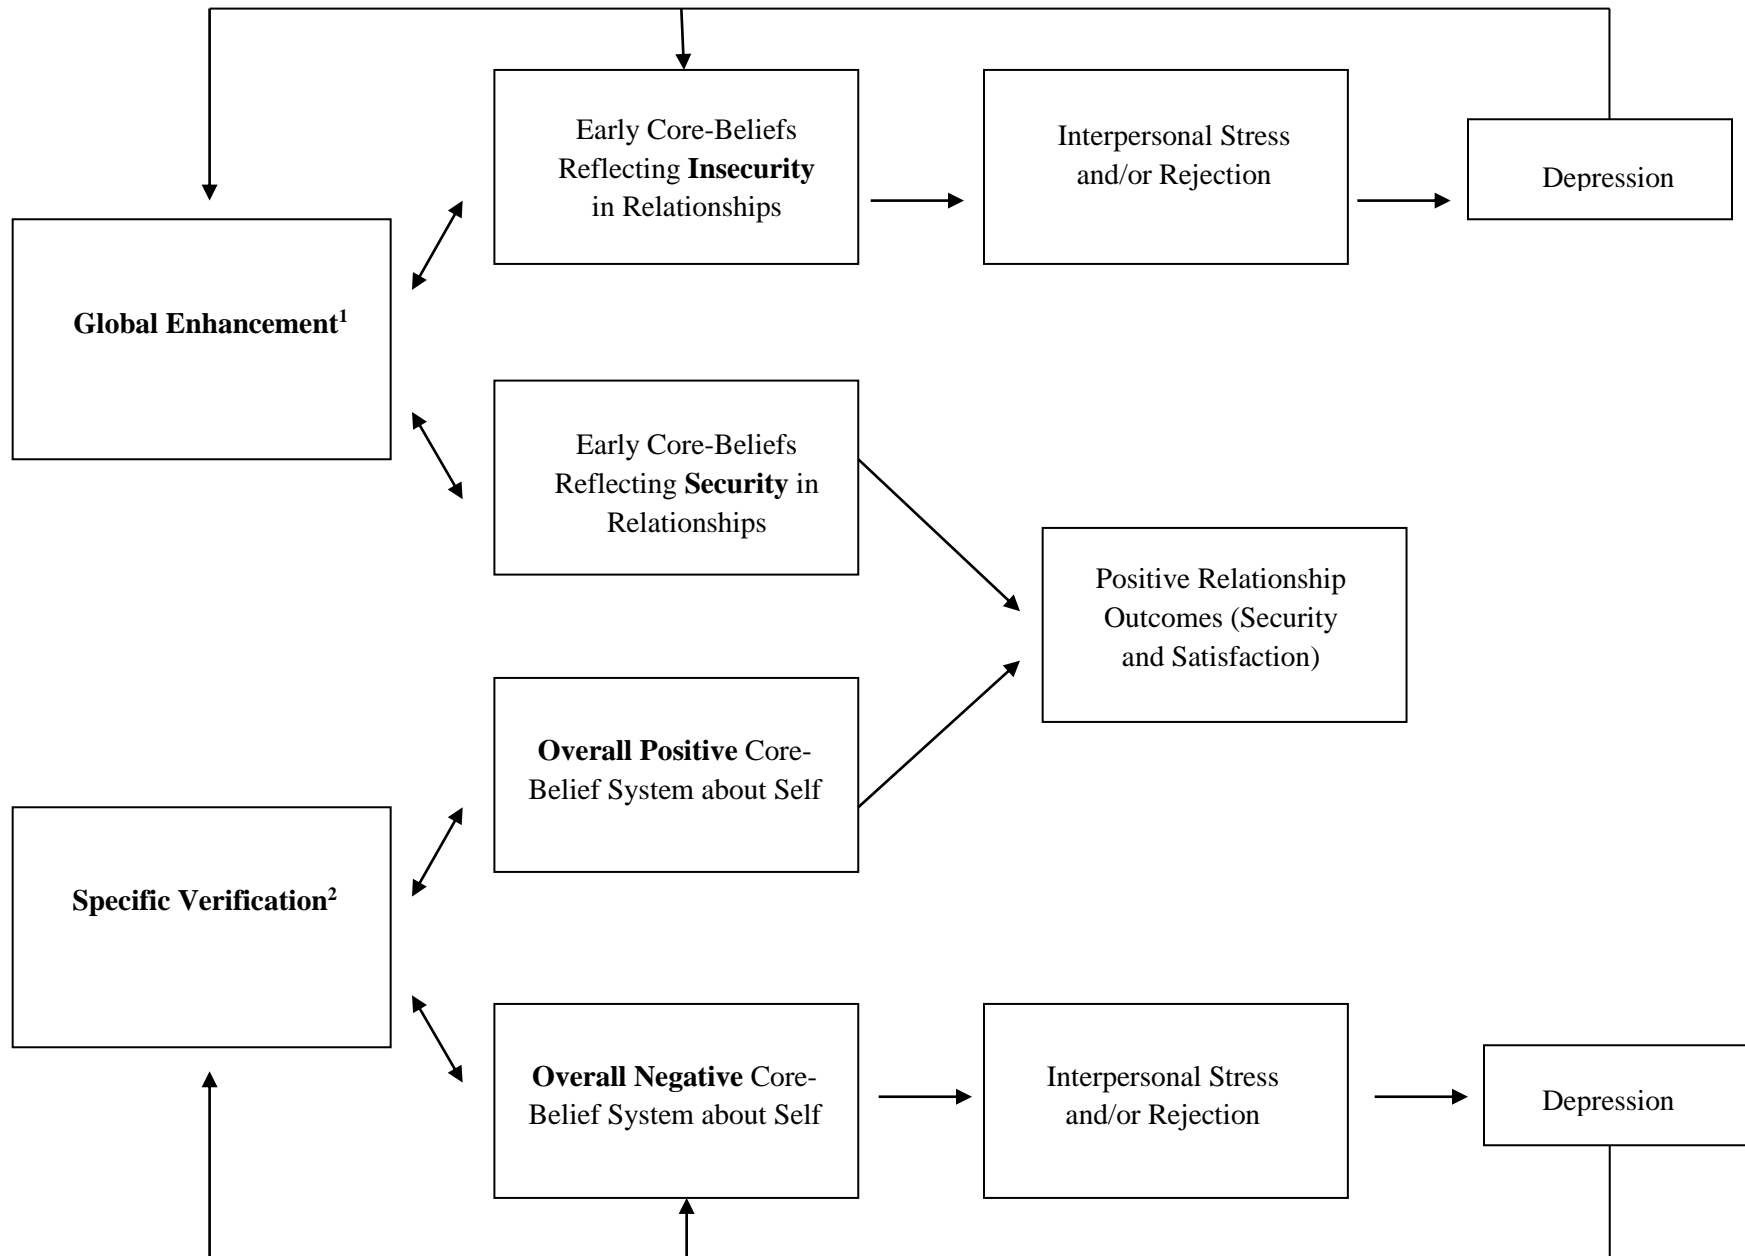 Early Core-Beliefs
Reflecting Insecurity
in Relationships
Interpersonal Stress
and/or Rejection
Depression
Global Enhancement¹
Early Core-Beliefs
Reflecting Security in
Relationships
Positive Relationship
Outcomes (Security
and Satisfaction)
Overall Positive Core-
Belief System about Self
Specific Verification²
Overall Negative Core-
Belief System about Self
Interpersonal Stress
and/or Rejection
Depression